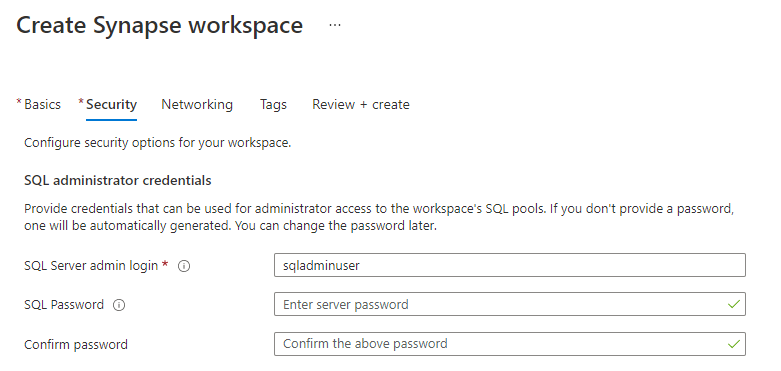 Create Synapse workspace ...
* Basics * Security Networking Tags Review + create
Configure security options for your workspace.
SQL administrator credentials
Provide credentials that can be used for administrator access to the workspace's SQL pools. If you don't provide a password,
one will be automatically generated. You can change the password later.
SQL Server admin login * sqladminuser
SQL Password Enter server password
Confirm password Confirm the above password